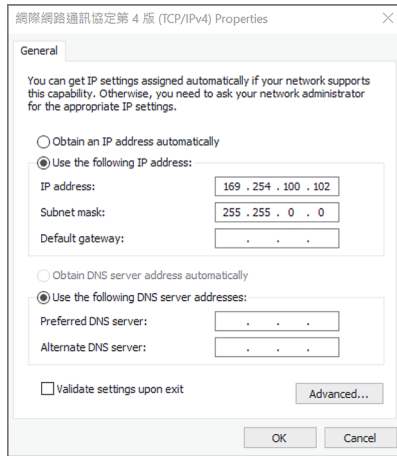 網際網路通訊協定第 4 版 (TCP/IPv4) Properties
General
You can get IP settings assigned automatically if your network supports
this capability. Otherwise, you need to ask your network administrator
for the appropriate IP settings.
Obtain an IP address automatically
Use the following IP address:
IP address: 169 . 254 . 100 . 102
Subnet mask: 255 . 255 . 0 . 0
Default gateway: . . .
Obtain DNS server address automatically
Use the following DNS server addresses:
Preferred DNS server: . . .
Alternate DNS server: . . .
Validate settings upon exit
Advanced...
OK Cancel